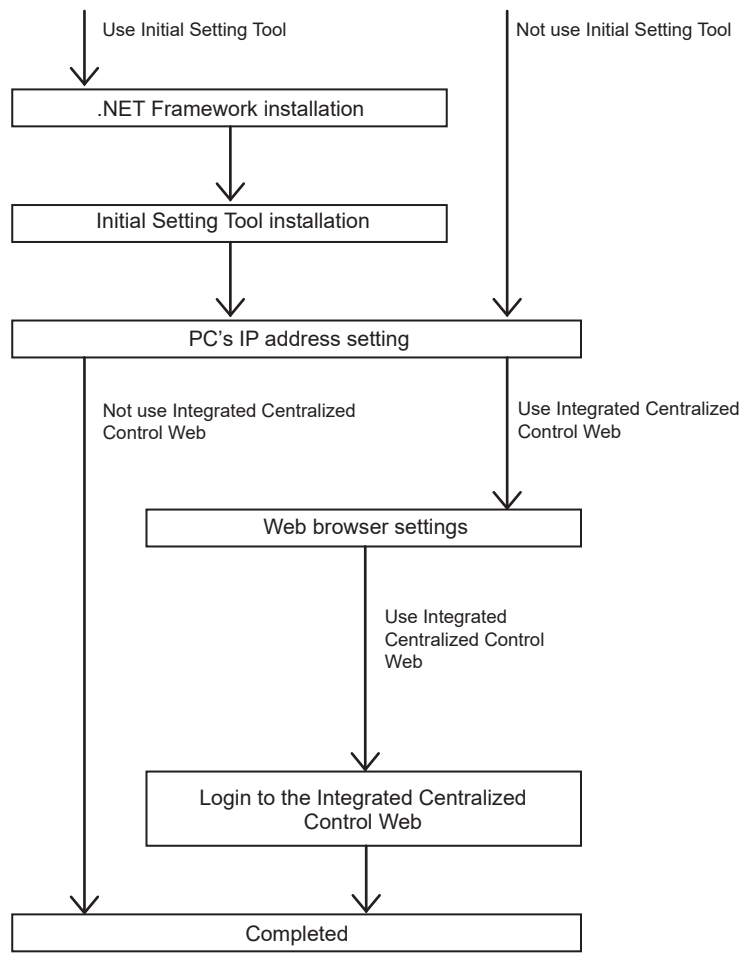 Use Initial Setting Tool
Not use Initial Setting Tool
.NET Framework installation
Initial Setting Tool installation
PC’s IP address setting
Not use Integrated Centralized
Control Web
Use Integrated Centralized
Control Web
Web browser settings
Use Integrated
Centralized Control
Web
Login to the Integrated Centralized
Control Web
Completed